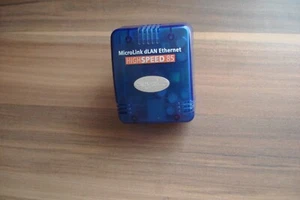 MicroLink dLAN Ethernet
HIGHSPEED 85